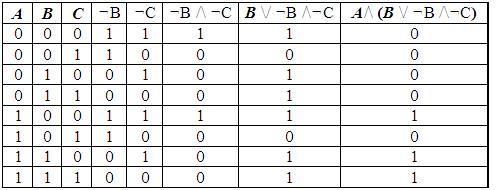 A B C ¬B ¬C ¬B ∧ ¬C B ∨ ¬B ∧¬C A∧ (B ∨ ¬B ∧¬C)
0 0 0 1 1 1 1 0
0 0 1 1 0 0 0 0
0 1 0 0 1 0 1 0
0 1 1 0 0 0 1 0
1 0 0 1 1 1 1 1
1 0 1 1 0 0 0 0
1 1 0 0 1 0 1 1
1 1 1 0 0 0 1 1